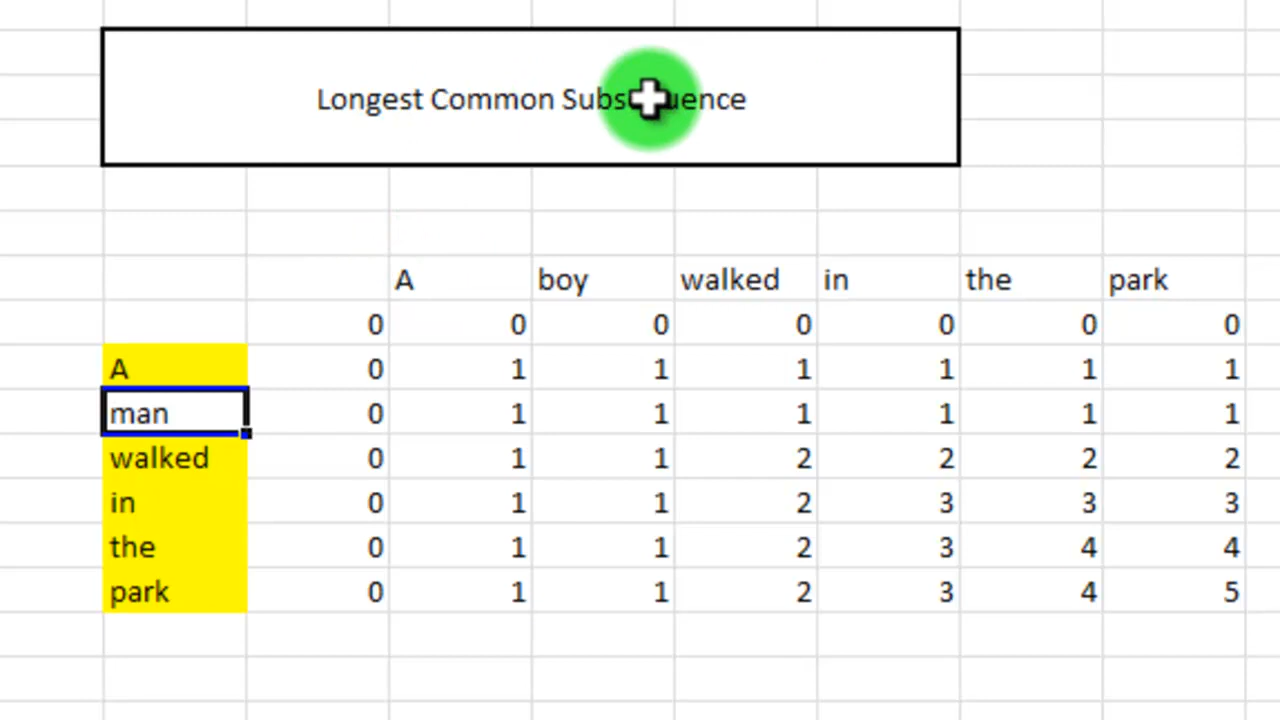 Longest Common Subsequence
A boy walked in the park
0 0 0 0 0 0 0
A 0 1 1 1 1 1 1
man 0 1 1 1 1 1 1
walked 0 1 1 2 2 2 2
in 0 1 1 2 3 3 3
the 0 1 1 2 3 4 4
park 0 1 1 2 3 4 5